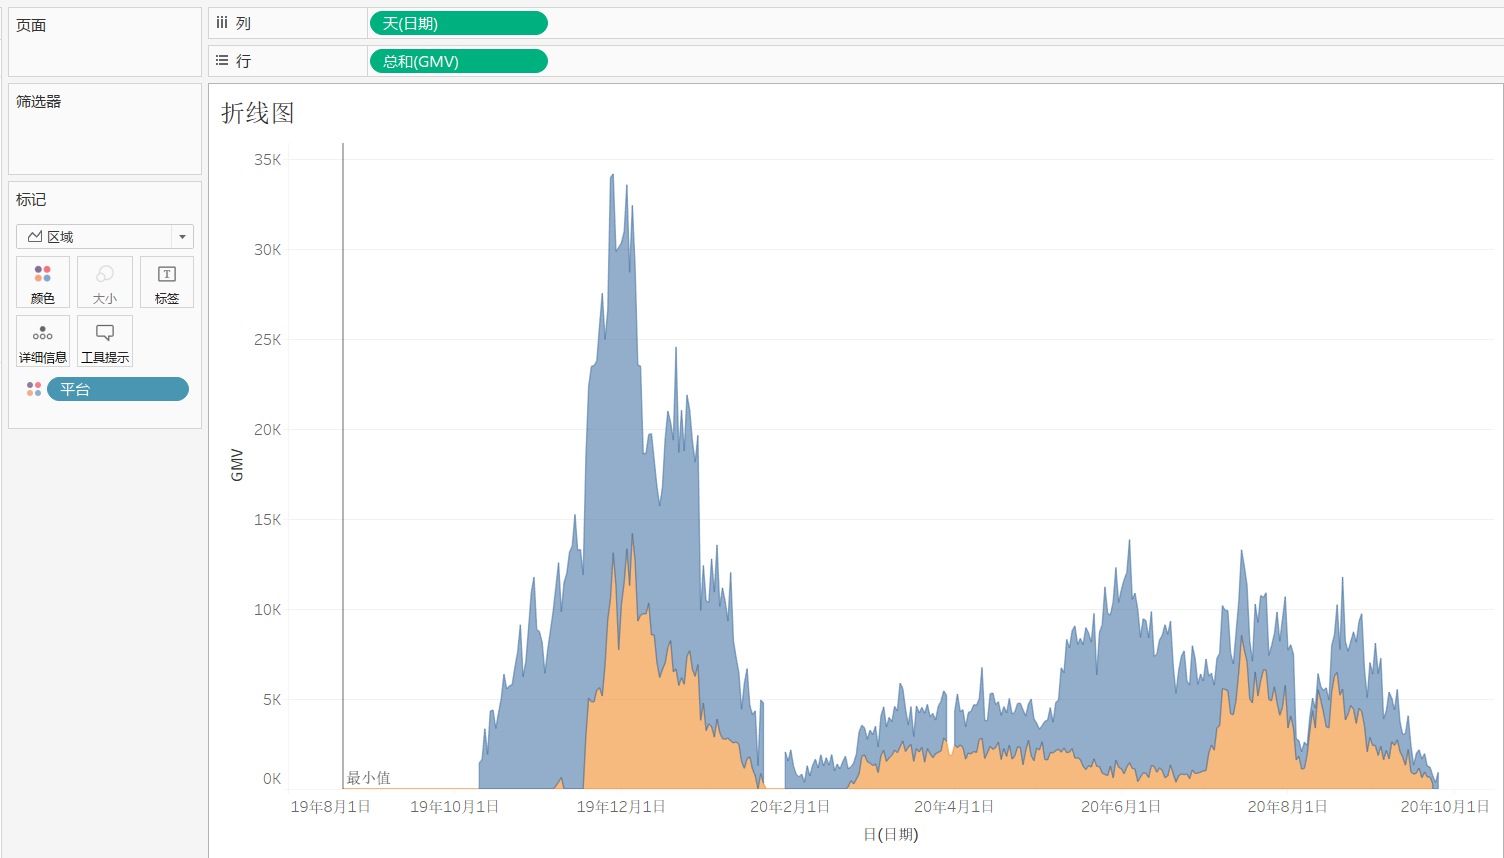 页面
列
天(日期)
行
总和(GMV)
筛选器
标记
区域
颜色
大小
标签
详细信息
工具提示
平台
折线图
35K
30K
25K
20K
15K
10K
5K
0K
GMV
最小值
19年8月1日
19年10月1日
19年12月1日
20年2月1日
20年4月1日
20年6月1日
20年8月1日
20年10月1日
日(日期)